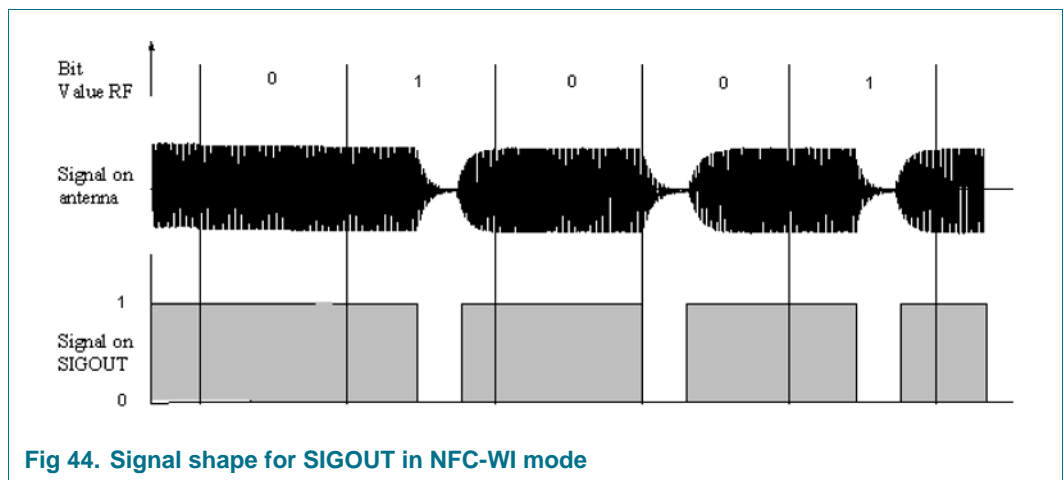 Bit
Value RF
0 1 0 0 1
Signal on
antenna
1
Signal on
SIGOUT
0
Fig 44. Signal shape for SIGOUT in NFC-WI mode